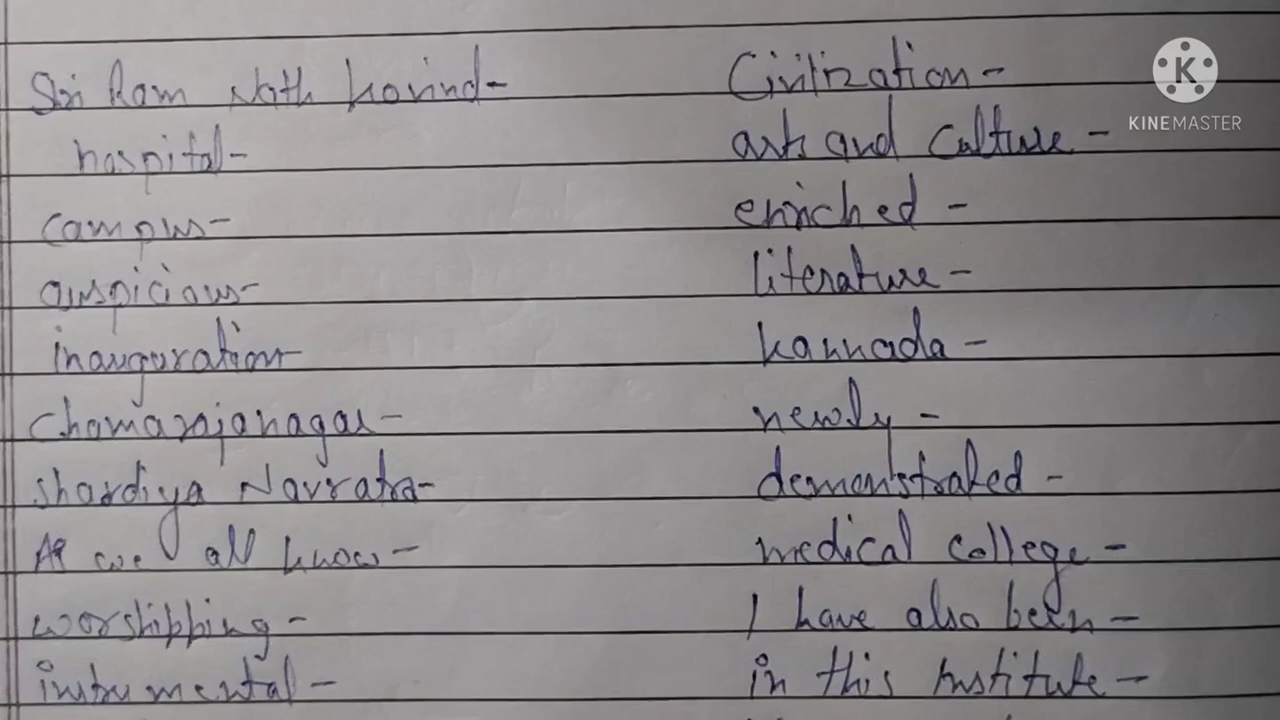 Sri Ram Nath Kovind-
hospital-
campus-
auspicious-
inauguration-
Chamarajanagar-
Shardiya Navratra-
As we all know-
worshipping-
instrumental-
Civilization-
arts and Culture-
enriched-
literature-
Kannada-
newly-
demonstrated-
medical college-
I have also been-
in this Institute-
KINEMASTER